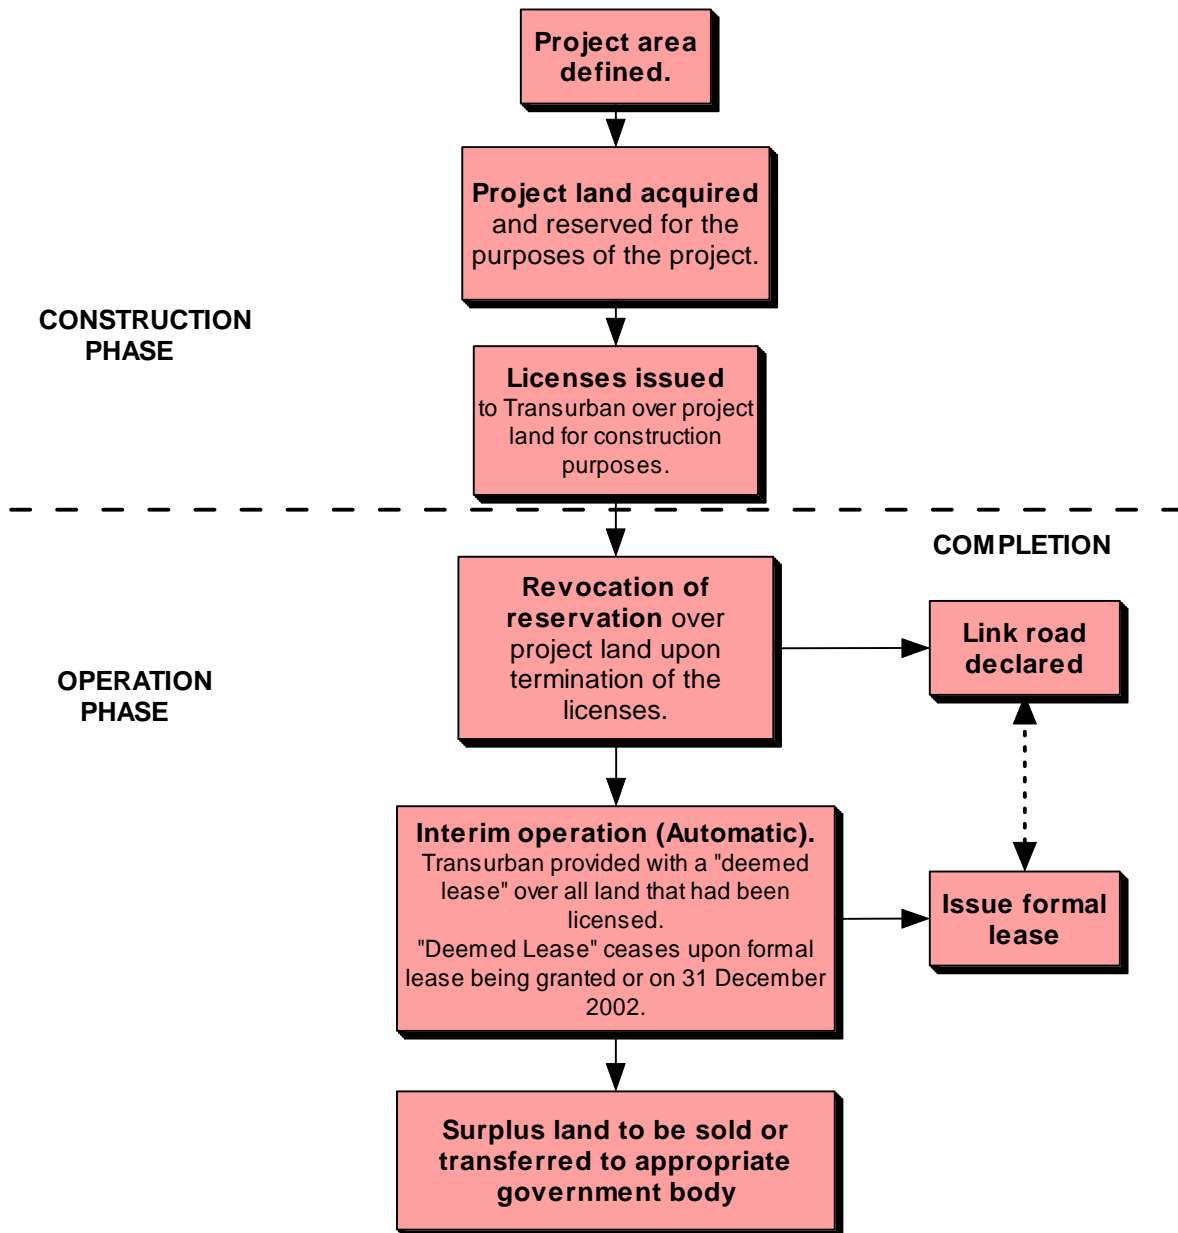 Project area
defined.
Project land acquired
and reserved for the
purposes of the project.
CONSTRUCTION
PHASE
Licenses issued
to Transurban over project
land for construction
purposes.
COMPLETION
Revocation of
reservation over
project land upon
termination of the
licenses.
Link road
declared
OPERATION
PHASE
Interim operation (Automatic).
Transurban provided with a "deemed
lease" over all land that had been
licensed.
"Deemed Lease" ceases upon formal
lease being granted or on 31 December
2002.
Issue formal
lease
Surplus land to be sold or
transferred to appropriate
government body